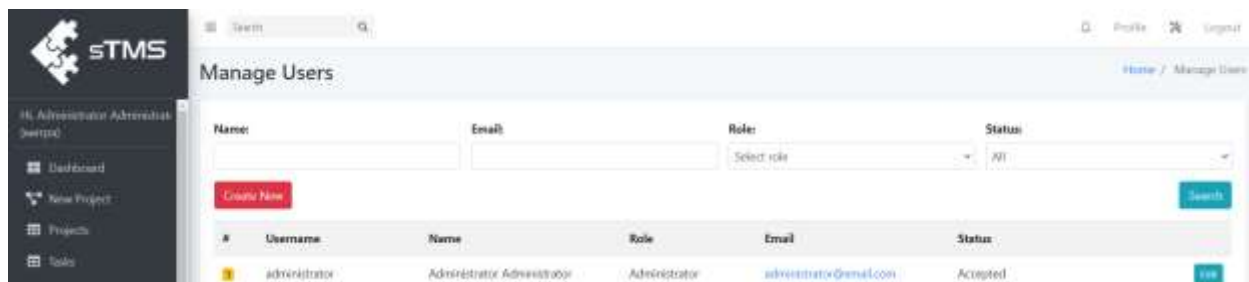 sTMS
Search
Profile
Logout
Manage Users
Home / Manage Users
Hi, Administrator Administrat
Dashboard
New Project
Projects
Tasks
Name: Email: Role: Status:
Select role All
Create New Search
# Username Name Role Email Status
administrator Administrator Administrator Administrator administrator@email.com Accepted Edit